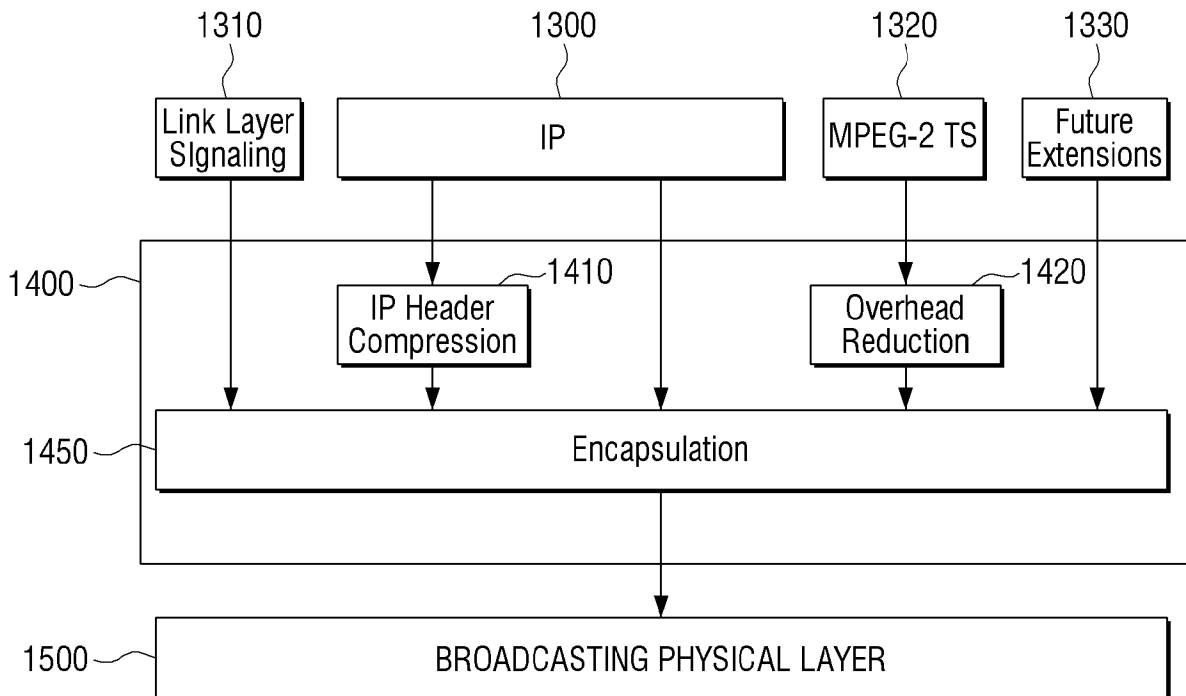 1310
1300
1320
1330
Link Layer
SIgnaling
IP
MPEG-2 TS
Future
Extensions
1400
1410
1420
IP Header
Compression
Overhead
Reduction
1450
Encapsulation
1500
BROADCASTING PHYSICAL LAYER